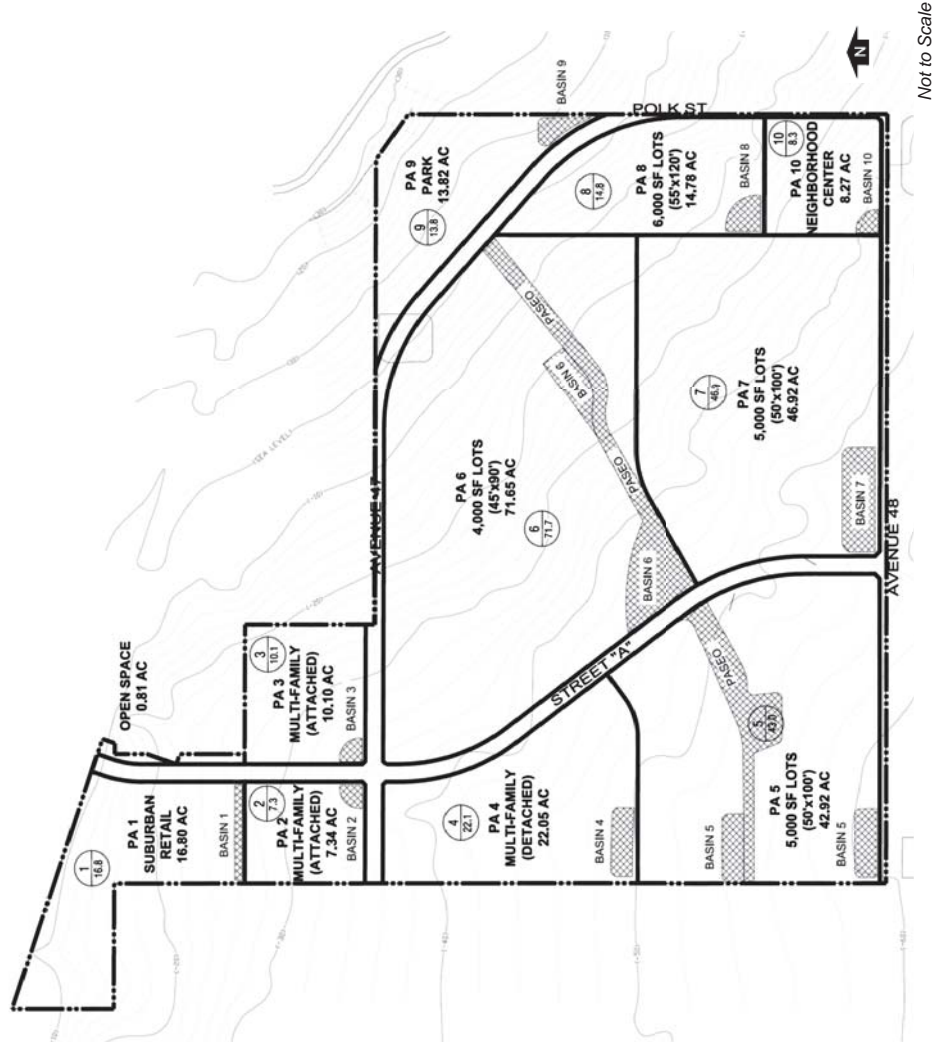 Not to Scale
N
OPEN SPACE
0.81 AC
1
16.8
PA 1
SUBURBAN
RETAIL
16.80 AC
BASIN 1
2
7.3
PA 2
MULTI-FAMILY
(ATTACHED)
7.34 AC
BASIN 2
3
10.1
PA 3
MULTI-FAMILY
(ATTACHED)
10.10 AC
BASIN 3
AVENUE 47
PA 9
PARK
13.82 AC
9
13.8
BASIN 9
POLK ST
PA 6
4,000 SF LOTS
(45'x90')
71.65 AC
6
71.7
PASEO
BASIN 6
PASEO
BASIN 6
8
14.8
PA 8
6,000 SF LOTS
(55'x120')
14.78 AC
BASIN 8
4
22.1
PA 4
MULTI-FAMILY
(DETACHED)
22.05 AC
BASIN 4
STREET "A"
PASEO
7
PA7
5,000 SF LOTS
(50'x100')
46.92 AC
BASIN 7
10
8.3
PA 10
NEIGHBORHOOD
CENTER
8.27 AC
BASIN 10
BASIN 5
5
43.0
PA 5
5,000 SF LOTS
(50'x100')
42.92 AC
BASIN 5
AVENUE 48
(SEA LEVEL)